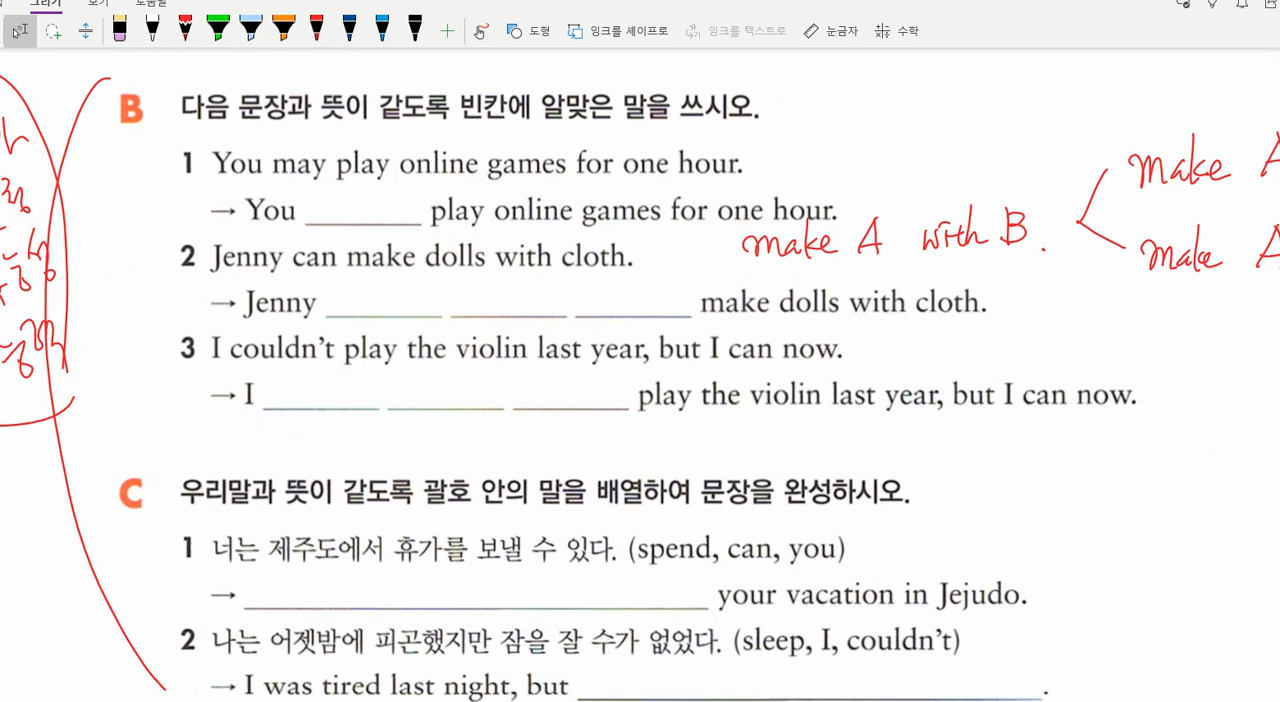 그리기 보기 도움말
도형 잉크를 셰이프로 잉크를 텍스트로 눈금자 수학
B 다음 문장과 뜻이 같도록 빈칸에 알맞은 말을 쓰시오.
1 You may play online games for one hour.
→ You ________ play online games for one hour.
make A
make A with B.
2 Jenny can make dolls with cloth.
make A
→ Jenny ________ ________ ________ make dolls with cloth.
3 I couldn't play the violin last year, but I can now.
→ I ________ ________ ________ play the violin last year, but I can now.
C 우리말과 뜻이 같도록 괄호 안의 말을 배열하여 문장을 완성하시오.
1 너는 제주도에서 휴가를 보낼 수 있다. (spend, can, you)
→ ________ your vacation in Jejudo.
2 나는 어젯밤에 피곤했지만 잠을 잘 수가 없었다. (sleep, I, couldn't)
→ I was tired last night, but ________.